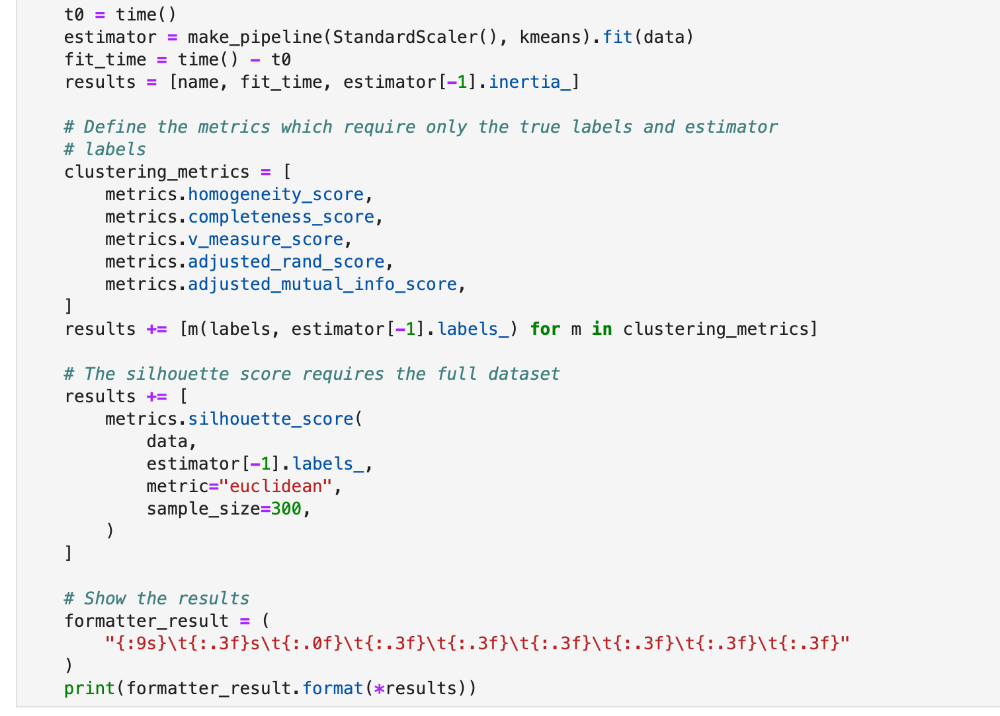 t0 = time()
estimator = make_pipeline(StandardScaler(), kmeans).fit(data)
fit_time = time() - t0
results = [name, fit_time, estimator[-1].inertia_]

# Define the metrics which require only the true labels and estimator
# labels
clustering_metrics = [
    metrics.homogeneity_score,
    metrics.completeness_score,
    metrics.v_measure_score,
    metrics.adjusted_rand_score,
    metrics.adjusted_mutual_info_score,
]
results += [m(labels, estimator[-1].labels_) for m in clustering_metrics]

# The silhouette score requires the full dataset
results += [
    metrics.silhouette_score(
        data,
        estimator[-1].labels_,
        metric="euclidean",
        sample_size=300,
    )
]

# Show the results
formatter_result = (
    "{:9s}\t{:.3f}s\t{:.0f}\t{:.3f}\t{:.3f}\t{:.3f}\t{:.3f}\t{:.3f}\t{:.3f}"
)
print(formatter_result.format(*results))